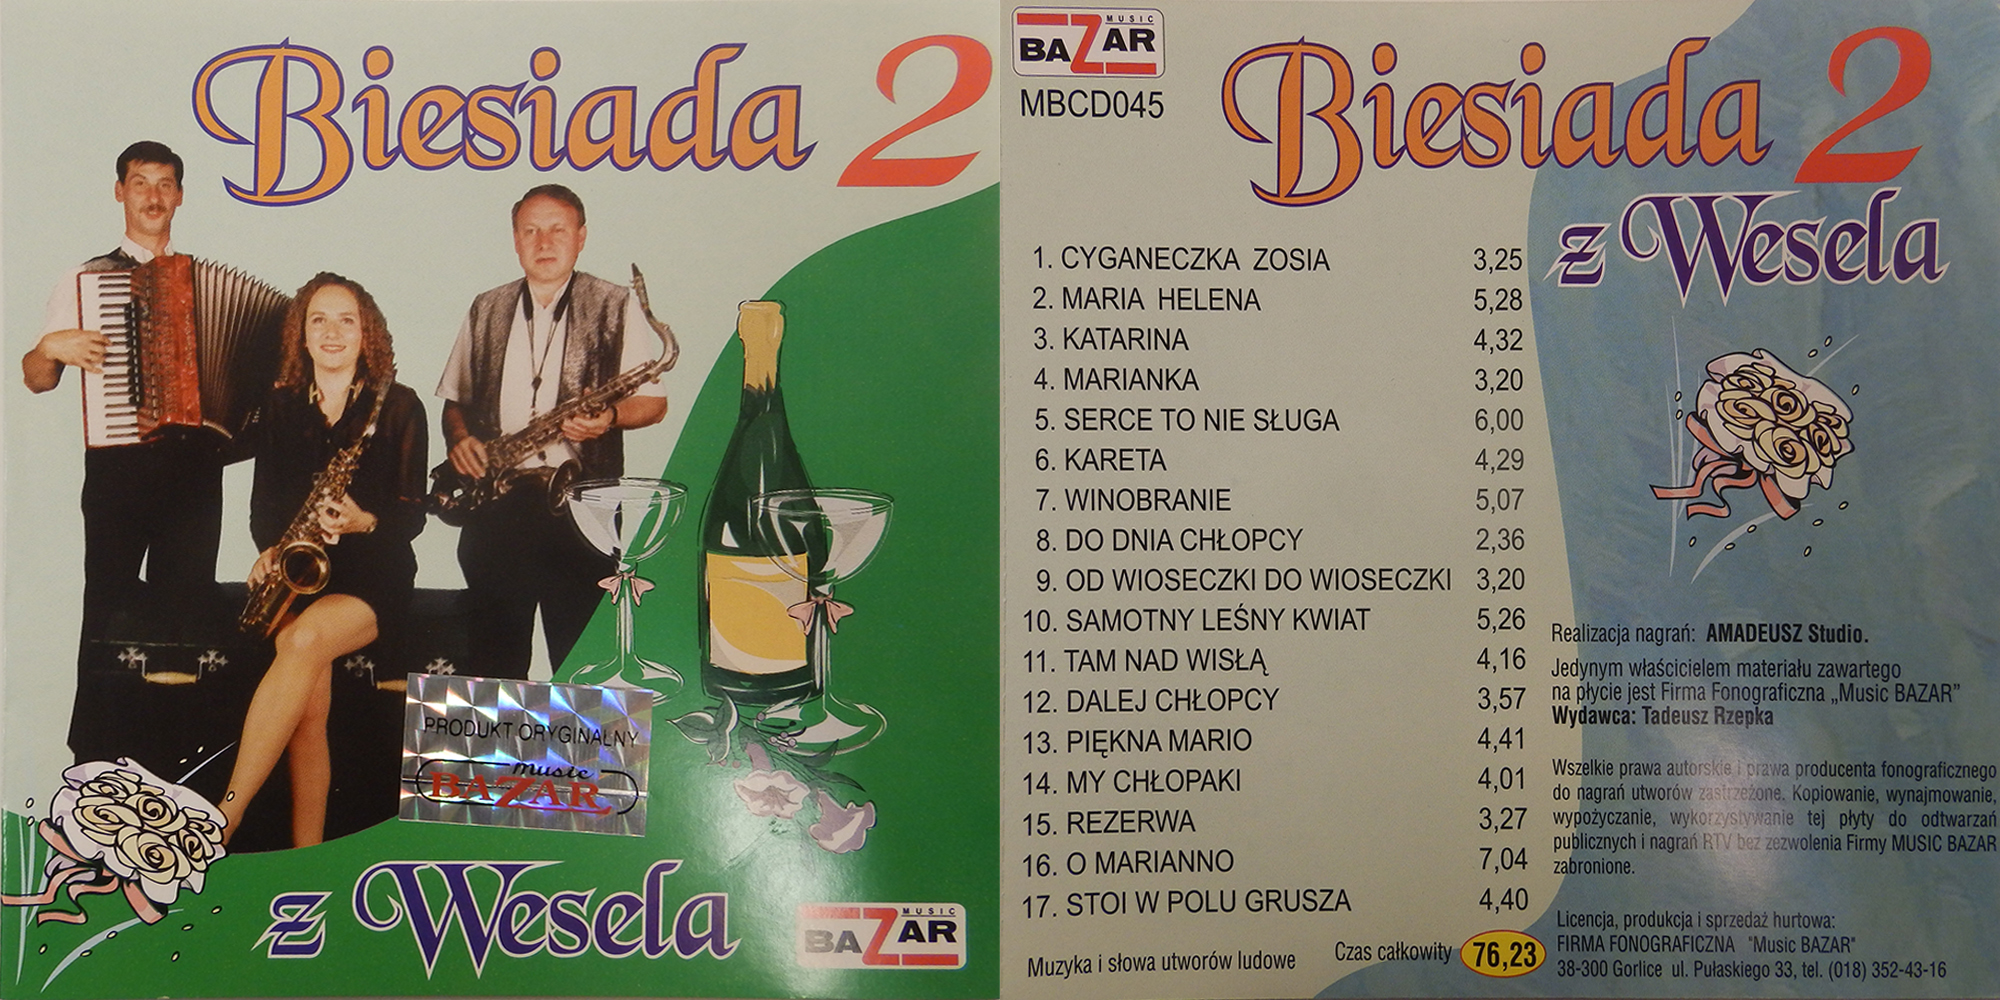 Biesiada 2
PRODUKT ORYGINALNY
music
BAZAR
z Wesela
MUSIC
BAZAR
MUSIC
BAZAR
MBCD045
Biesiada 2
z Wesela
1. CYGANECZKA ZOSIA 3,25
2. MARIA HELENA 5,28
3. KATARINA 4,32
4. MARIANKA 3,20
5. SERCE TO NIE SŁUGA 6,00
6. KARETA 4,29
7. WINOBRANIE 5,07
8. DO DNIA CHŁOPCY 2,36
9. OD WIOSECZKI DO WIOSECZKI 3,20
10. SAMOTNY LEŚNY KWIAT 5,26
11. TAM NAD WISŁĄ 4,16
12. DALEJ CHŁOPCY 3,57
13. PIĘKNA MARIO 4,41
14. MY CHŁOPAKI 4,01
15. REZERWA 3,27
16. O MARIANNO 7,04
17. STOI W POLU GRUSZA 4,40
Muzyka i słowa utworów ludowe
Czas całkowity 76,23
Realizacja nagrań: AMADEUSZ Studio.
Jedynym właścicielem materiału zawartego
na płycie jest Firma Fonograficzna „Music BAZAR”
Wydawca: Tadeusz Rzepka
Wszelkie prawa autorskie i prawa producenta fonograficznego
do nagrań utworów zastrzeżone. Kopiowanie, wynajmowanie,
wypożyczanie, wykorzystywanie tej płyty do odtwarzań
publicznych i nagrań RTV bez zezwolenia Firmy MUSIC BAZAR
zabronione.
Licencja, produkcja i sprzedaż hurtowa:
FIRMA FONOGRAFICZNA "Music BAZAR"
38-300 Gorlice ul. Pułaskiego 33, tel. (018) 352-43-16